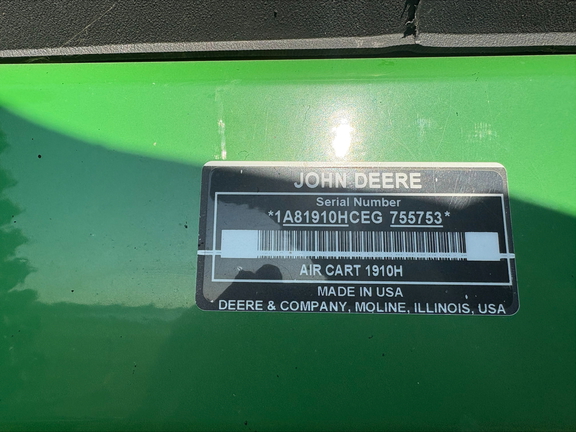 JOHN DEERE
Serial Number
*1A81910HCEG 755753*
AIR CART 1910H
MADE IN USA
DEERE & COMPANY, MOLINE, ILLINOIS, USA